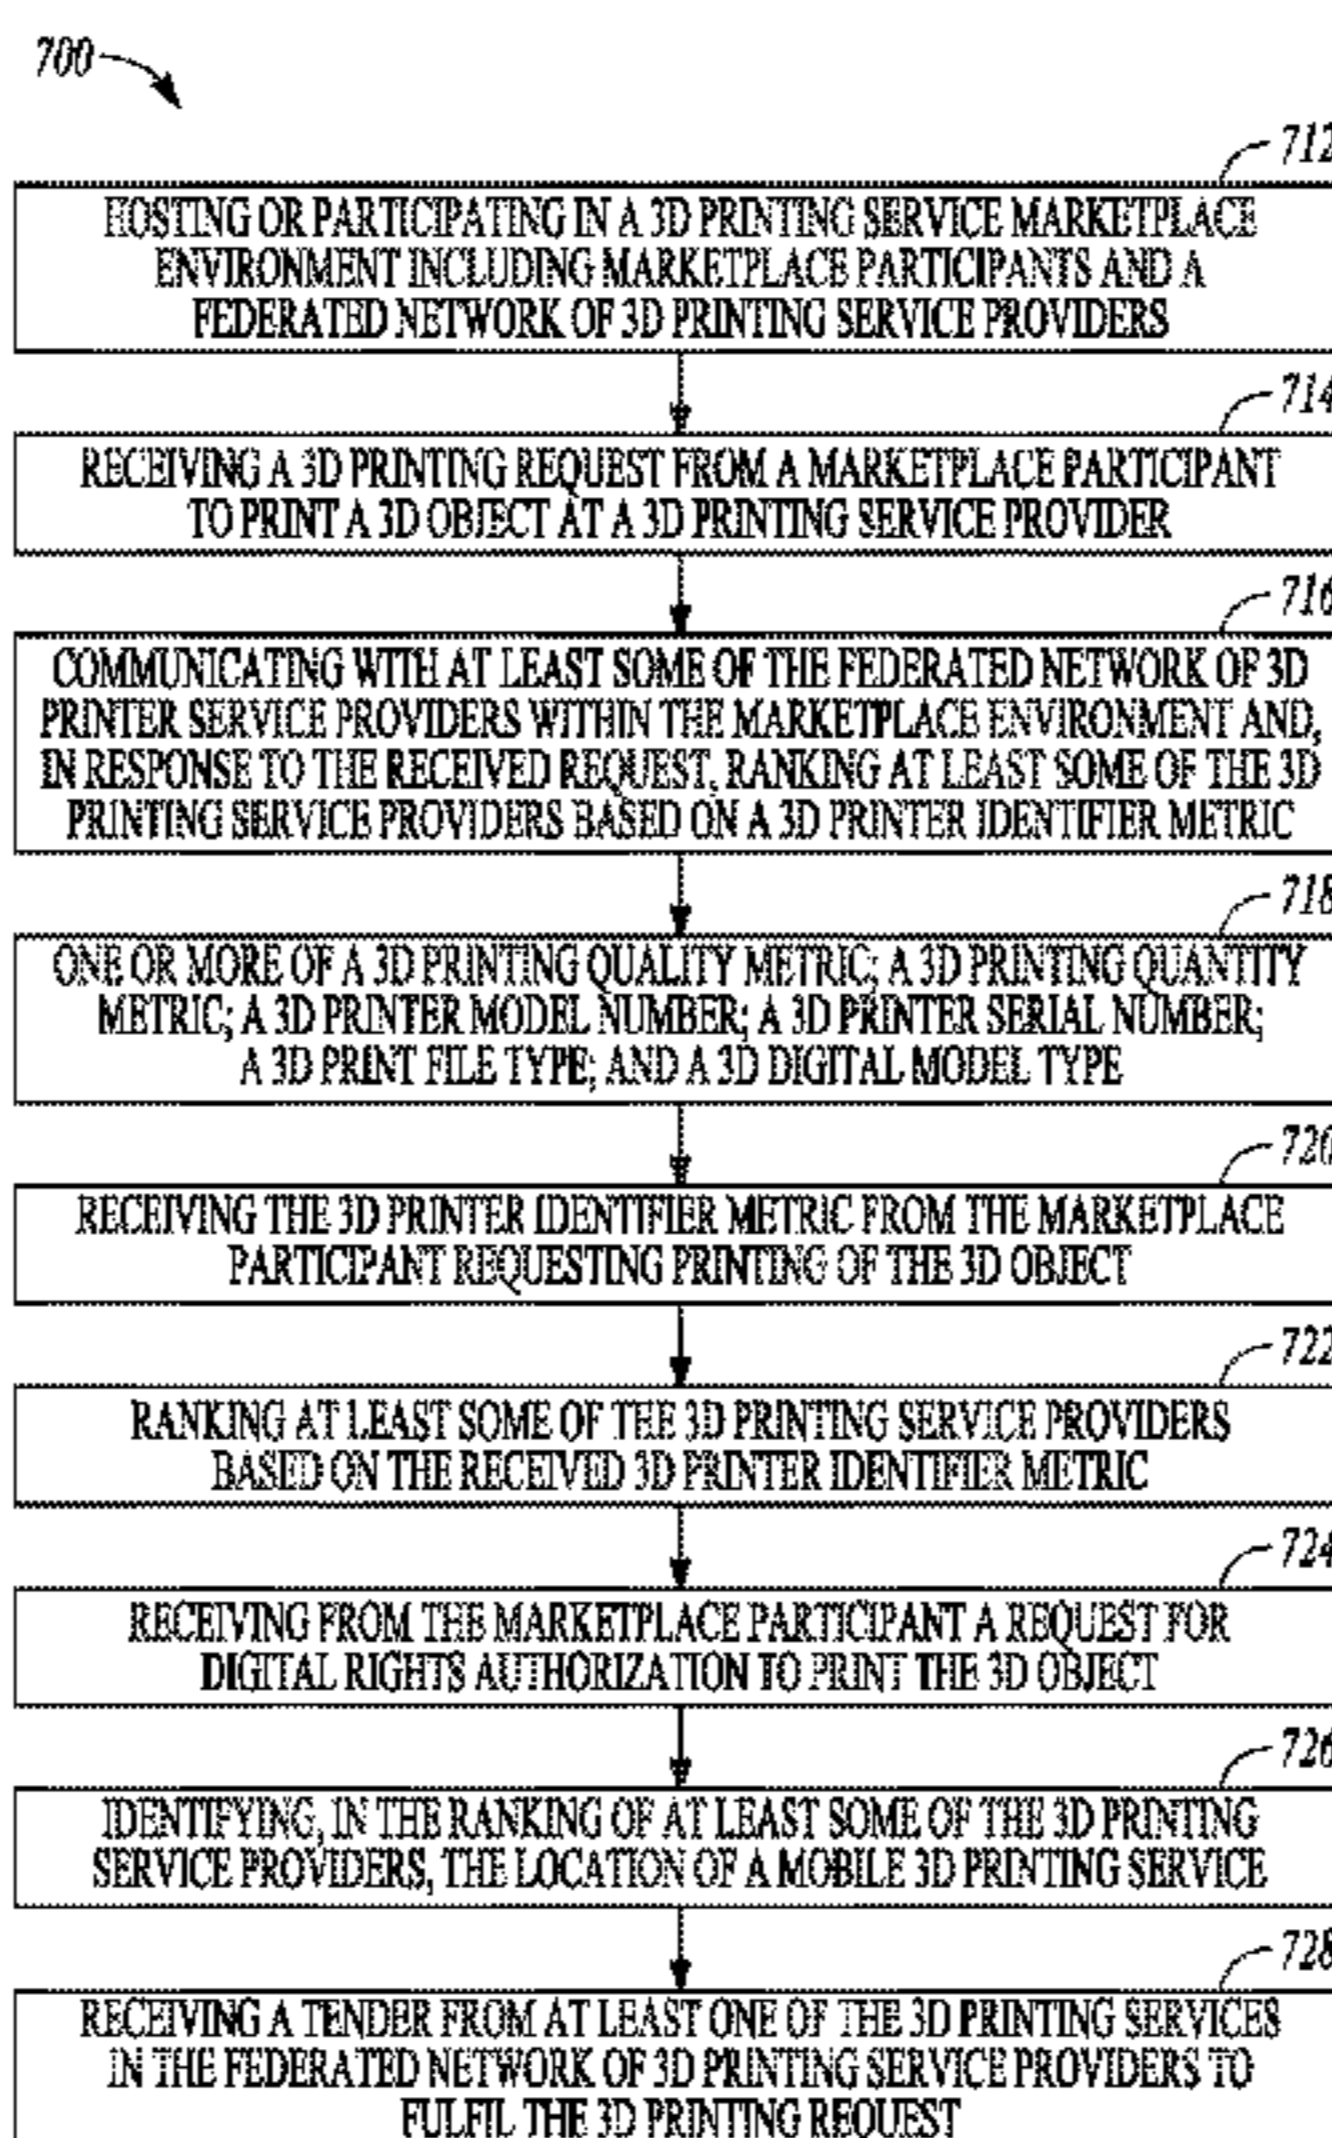 700
712
HOSTING OR PARTICIPATING IN A 3D PRINTING SERVICE MARKETPLACE
ENVIRONMENT INCLUDING MARKETPLACE PARTICIPANTS AND A
FEDERATED NETWORK OF 3D PRINTING SERVICE PROVIDERS
714
RECEIVING A 3D PRINTING REQUEST FROM A MARKETPLACE PARTICIPANT
TO PRINT A 3D OBJECT AT A 3D PRINTING SERVICE PROVIDER
716
COMMUNICATING WITH AT LEAST SOME OF THE FEDERATED NETWORK OF 3D
PRINTER SERVICE PROVIDERS WITHIN THE MARKETPLACE ENVIRONMENT AND,
IN RESPONSE TO THE RECEIVED REQUEST, RANKING AT LEAST SOME OF THE 3D
PRINTING SERVICE PROVIDERS BASED ON A 3D PRINTER IDENTIFIER METRIC
718
ONE OR MORE OF A 3D PRINTING QUALITY METRIC; A 3D PRINTING QUANTITY
METRIC; A 3D PRINTER MODEL NUMBER; A 3D PRINTER SERIAL NUMBER;
A 3D PRINT FILE TYPE; AND A 3D DIGITAL MODEL TYPE
720
RECEIVING THE 3D PRINTER IDENTIFIER METRIC FROM THE MARKETPLACE
PARTICIPANT REQUESTING PRINTING OF THE 3D OBJECT
722
RANKING AT LEAST SOME OF THE 3D PRINTING SERVICE PROVIDERS
BASED ON THE RECEIVED 3D PRINTER IDENTIFIER METRIC
724
RECEIVING FROM THE MARKETPLACE PARTICIPANT A REQUEST FOR
DIGITAL RIGHTS AUTHORIZATION TO PRINT THE 3D OBJECT
726
IDENTIFYING, IN THE RANKING OF AT LEAST SOME OF THE 3D PRINTING
SERVICE PROVIDERS, THE LOCATION OF A MOBILE 3D PRINTING SERVICE
728
RECEIVING A TENDER FROM AT LEAST ONE OF THE 3D PRINTING SERVICES
IN THE FEDERATED NETWORK OF 3D PRINTING SERVICE PROVIDERS TO
FULFIL THE 3D PRINTING REQUEST